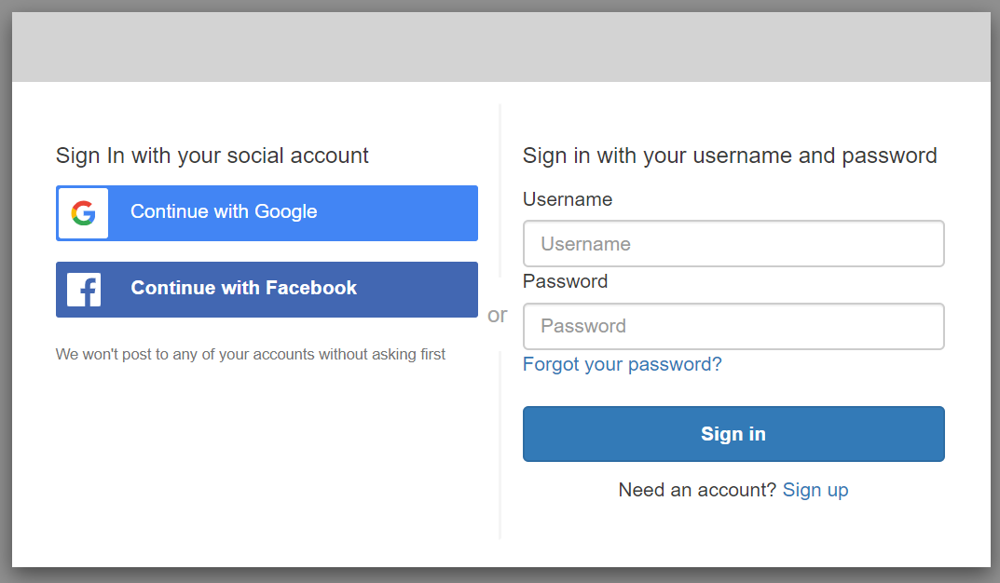 Sign In with your social account
Continue with Google
Continue with Facebook
We won't post to any of your accounts without asking first
or
Sign in with your username and password
Username
Username
Password
Password
Forgot your password?
Sign in
Need an account? Sign up